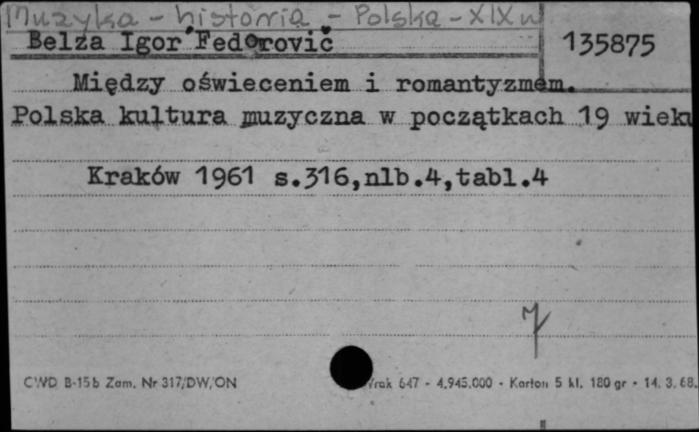 Muzyka - historia - Polska - XIX w
Belza Igor Fedorovič
135875
Między oświeceniem i romantyzmem.
Polska kultura muzyczna w początkach 19 wieku
Kraków 1961 s.316,nlb.4,tabl.4
CWD B-15b Zam. Nr 317/DW/ON
647 - 4.945.000 - Karton 5 kl. 180 gr - 14. 3. 68.